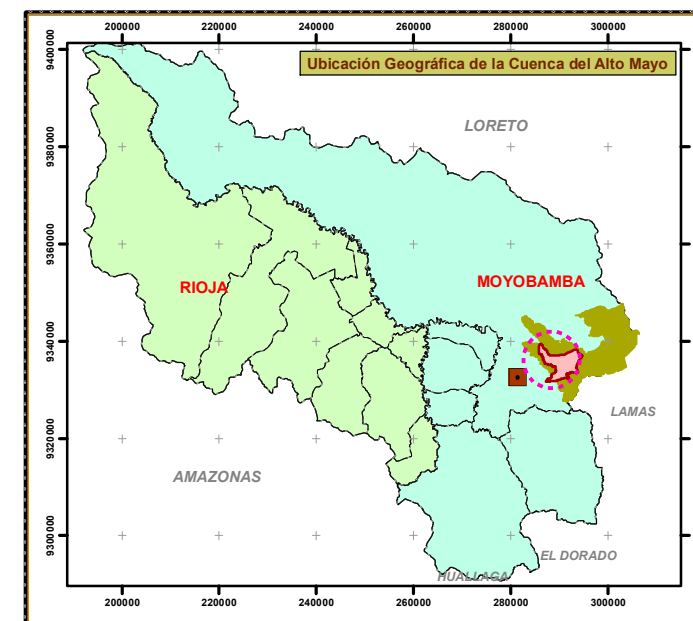 200000 220000 240000 260000 280000 300000
Ubicación Geográfica de la Cuenca del Alto Mayo
9400000
LORETO
9380000
9360000
MOYOBAMBA
RIOJA
9340000
LAMAS
9320000
AMAZONAS
9300000
EL DORADO
HUALLAGA
200000 220000 240000 260000 280000 300000